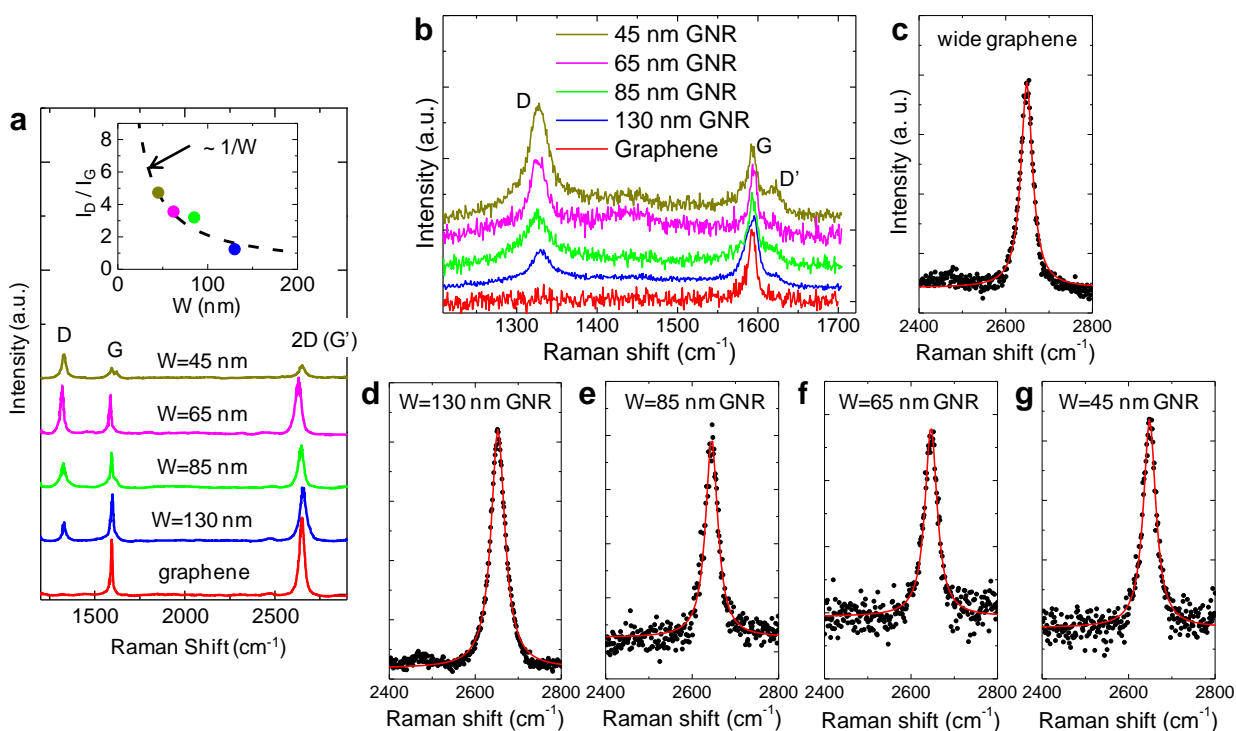 a
Intensity (a.u.)
8
6
4
2
0
I_D / I_G
~ 1/W
0 100 200
W (nm)
D
G
2D (G’)
W=45 nm
W=65 nm
W=85 nm
W=130 nm
graphene
1500 2000 2500
Raman Shift (cm-1)
b
Intensity (a.u.)
45 nm GNR
65 nm GNR
85 nm GNR
130 nm GNR
Graphene
D
G
D’
1300 1400 1500 1600 1700
Raman shift (cm-1)
c
wide graphene
Intensity (a. u.)
2400 2600 2800
Raman shift (cm-1)
d
W=130 nm GNR
2400 2600 2800
Raman shift (cm-1)
e
W=85 nm GNR
2400 2600 2800
Raman shift (cm-1)
f
W=65 nm GNR
2400 2600 2800
Raman shift (cm-1)
g
W=45 nm GNR
2400 2600 2800
Raman shift (cm-1)